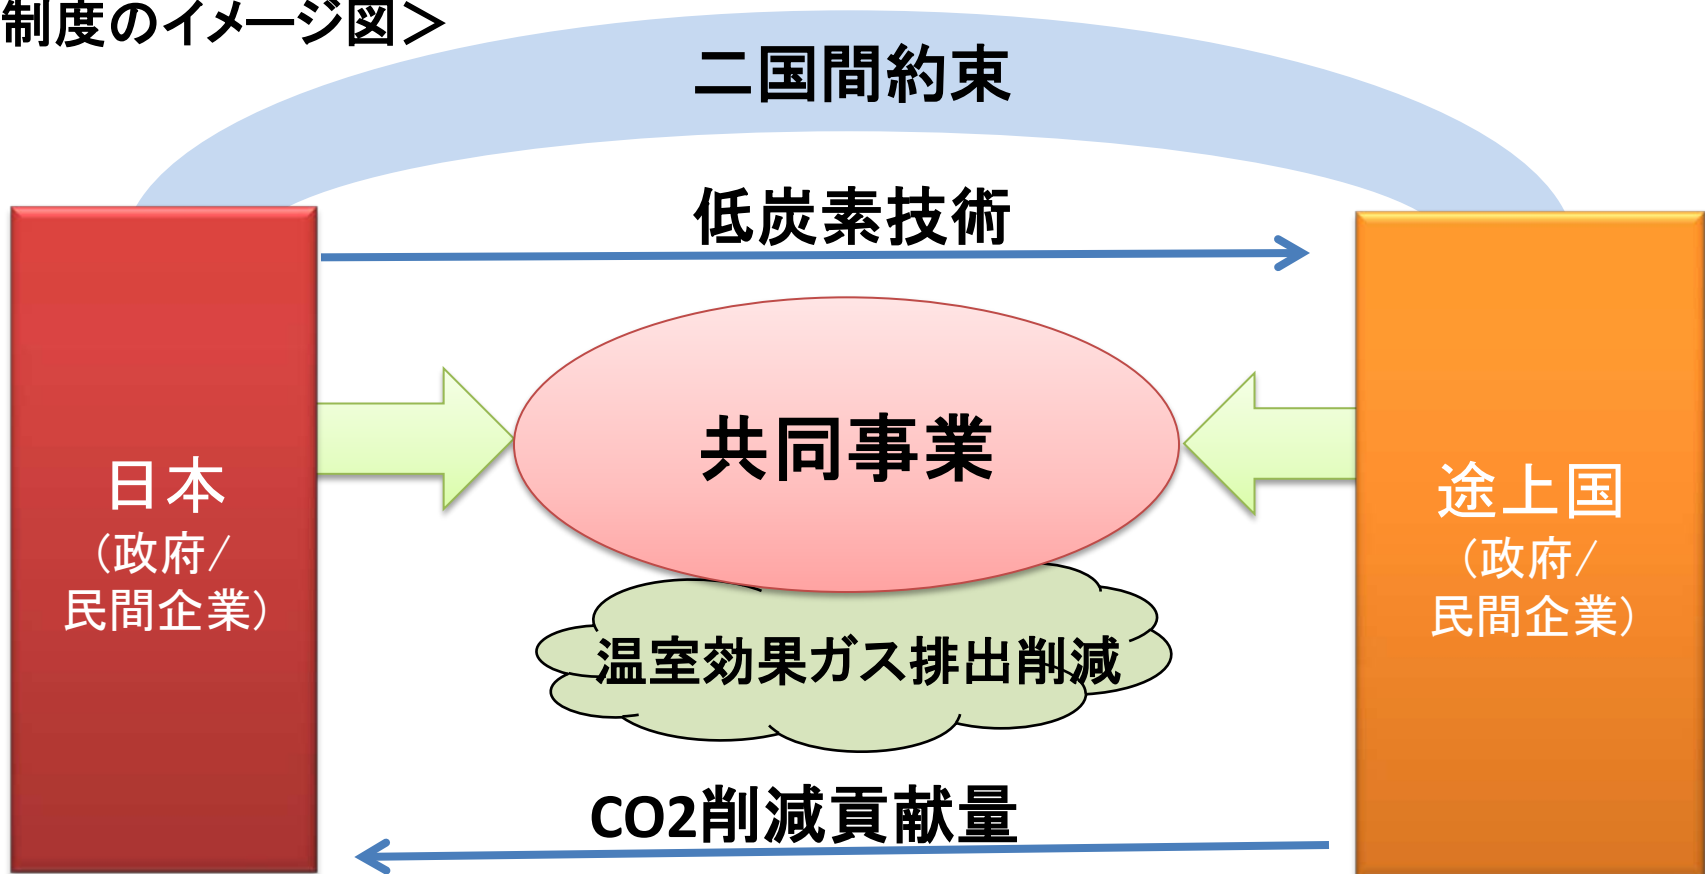 制度のイメージ図＞
二国間約束
低炭素技術
共同事業
日本
（政府/
民間企業）
途上国
（政府/
民間企業）
温室効果ガス排出削減
CO2削減貢献量